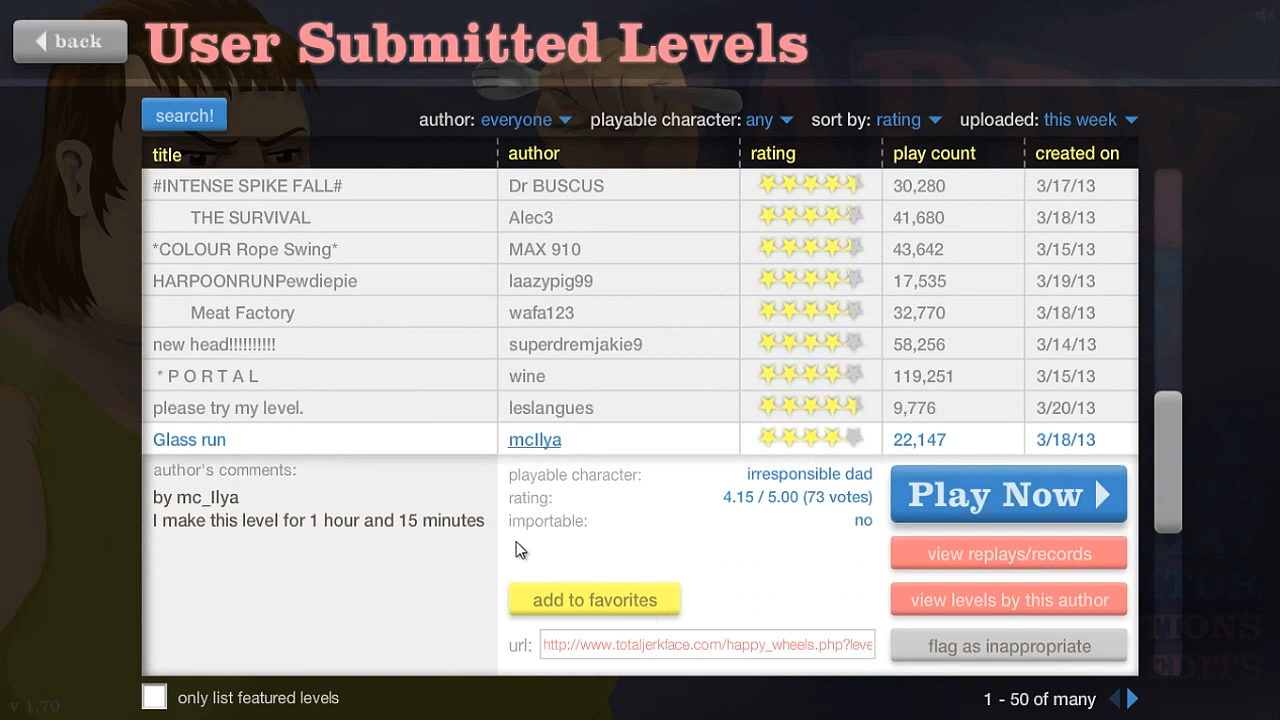 back
User Submitted Levels
search!
author: everyone playable character: any sort by: rating uploaded: this week
title author rating play count created on
#INTENSE SPIKE FALL# Dr BUSCUS 30,280 3/17/13
THE SURVIVAL Alec3 41,680 3/18/13
*COLOUR Rope Swing* MAX 910 43,642 3/15/13
HARPOONRUNPewdiepie laazypig99 17,535 3/19/13
Meat Factory wafa123 32,770 3/18/13
new head!!!!!!!!!! superdremjakie9 58,256 3/14/13
* P O R T A L wine 119,251 3/15/13
please try my level. leslangues 9,776 3/20/13
Glass run mcIlya 22,147 3/18/13
author's comments:
by mc_Ilya
I make this level for 1 hour and 15 minutes
playable character: irresponsible dad
rating: 4.15 / 5.00 (73 votes)
importable: no
add to favorites
url: http://www.totaljerkface.com/happy_wheels.php?leve
Play Now
view replays/records
view levels by this author
flag as inappropriate
only list featured levels
1 - 50 of many
v 1.70